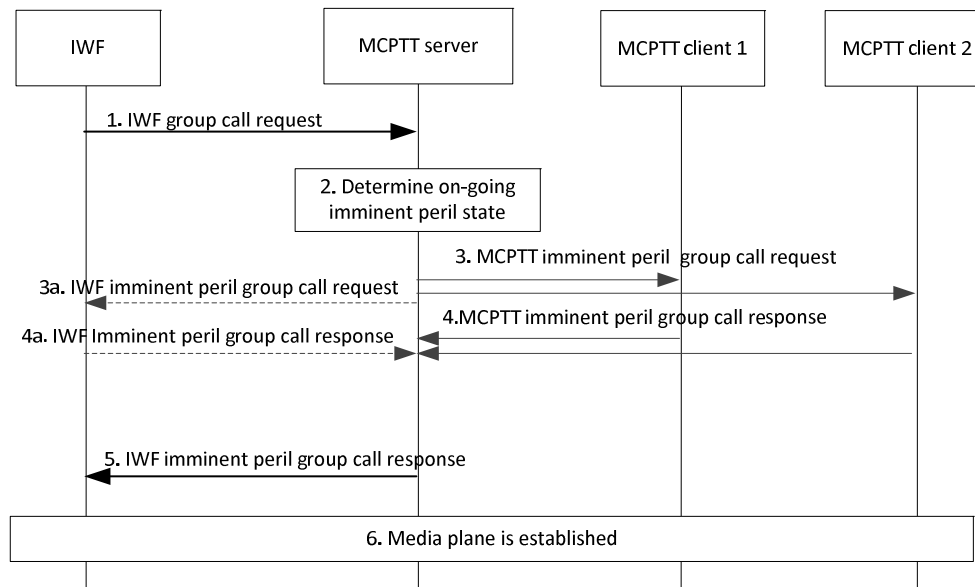 IWF
MCPTT server
MCPTT client 1
MCPTT client 2
1. IWF group call request
2. Determine on-going
imminent peril state
3. MCPTT imminent peril  group call request
3a. IWF imminent peril group call request
4.MCPTT imminent peril group call response
4a. IWF Imminent peril group call response
5. IWF imminent peril group call response
6. Media plane is established